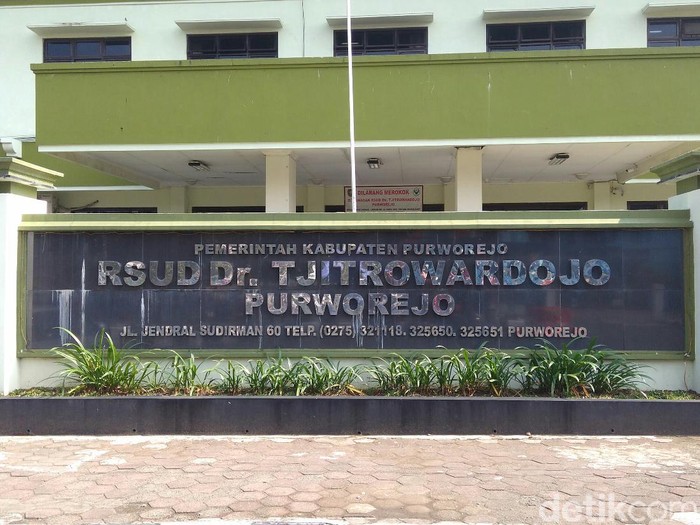 DILARANG MEROKOK
PEMERINTAH KABUPATEN PURWOREJO
RSUD Dr. TJITROWARDOJO
PURWOREJO
JL. JENDRAL SUDIRMAN 60 TELP. (0275) 321118. 325650. 325651 PURWOREJO
detikcom